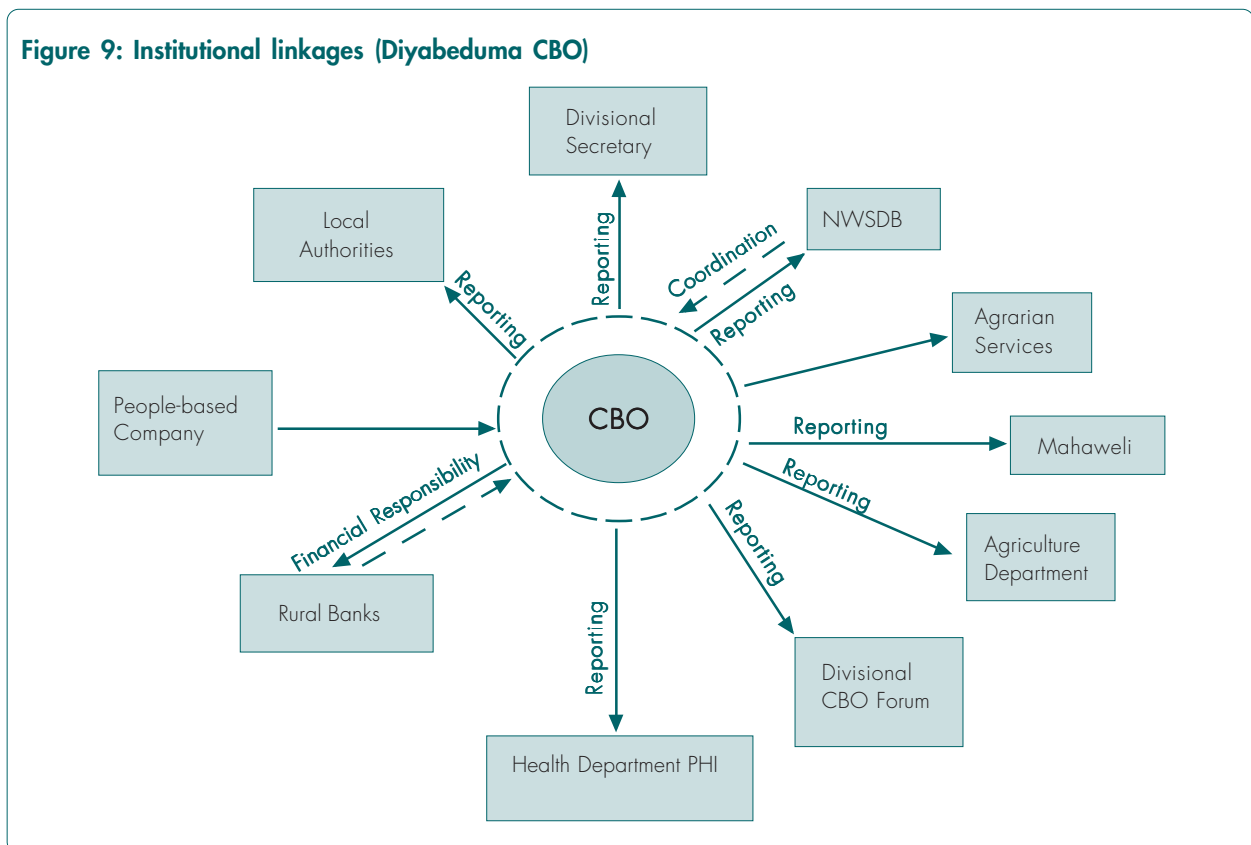 Figure 9: Institutional linkages (Diyabeduma CBO)
Divisional
Secretary
Local
Authorities
NWSDB
Reporting
Coordination
Reporting
Reporting
Agrarian
Services
People-based
Company
CBO
Reporting
Mahaweli
Financial Responsibility
Reporting
Agriculture
Department
Reporting
Rural Banks
Reporting
Divisional
CBO Forum
Health Department PHI